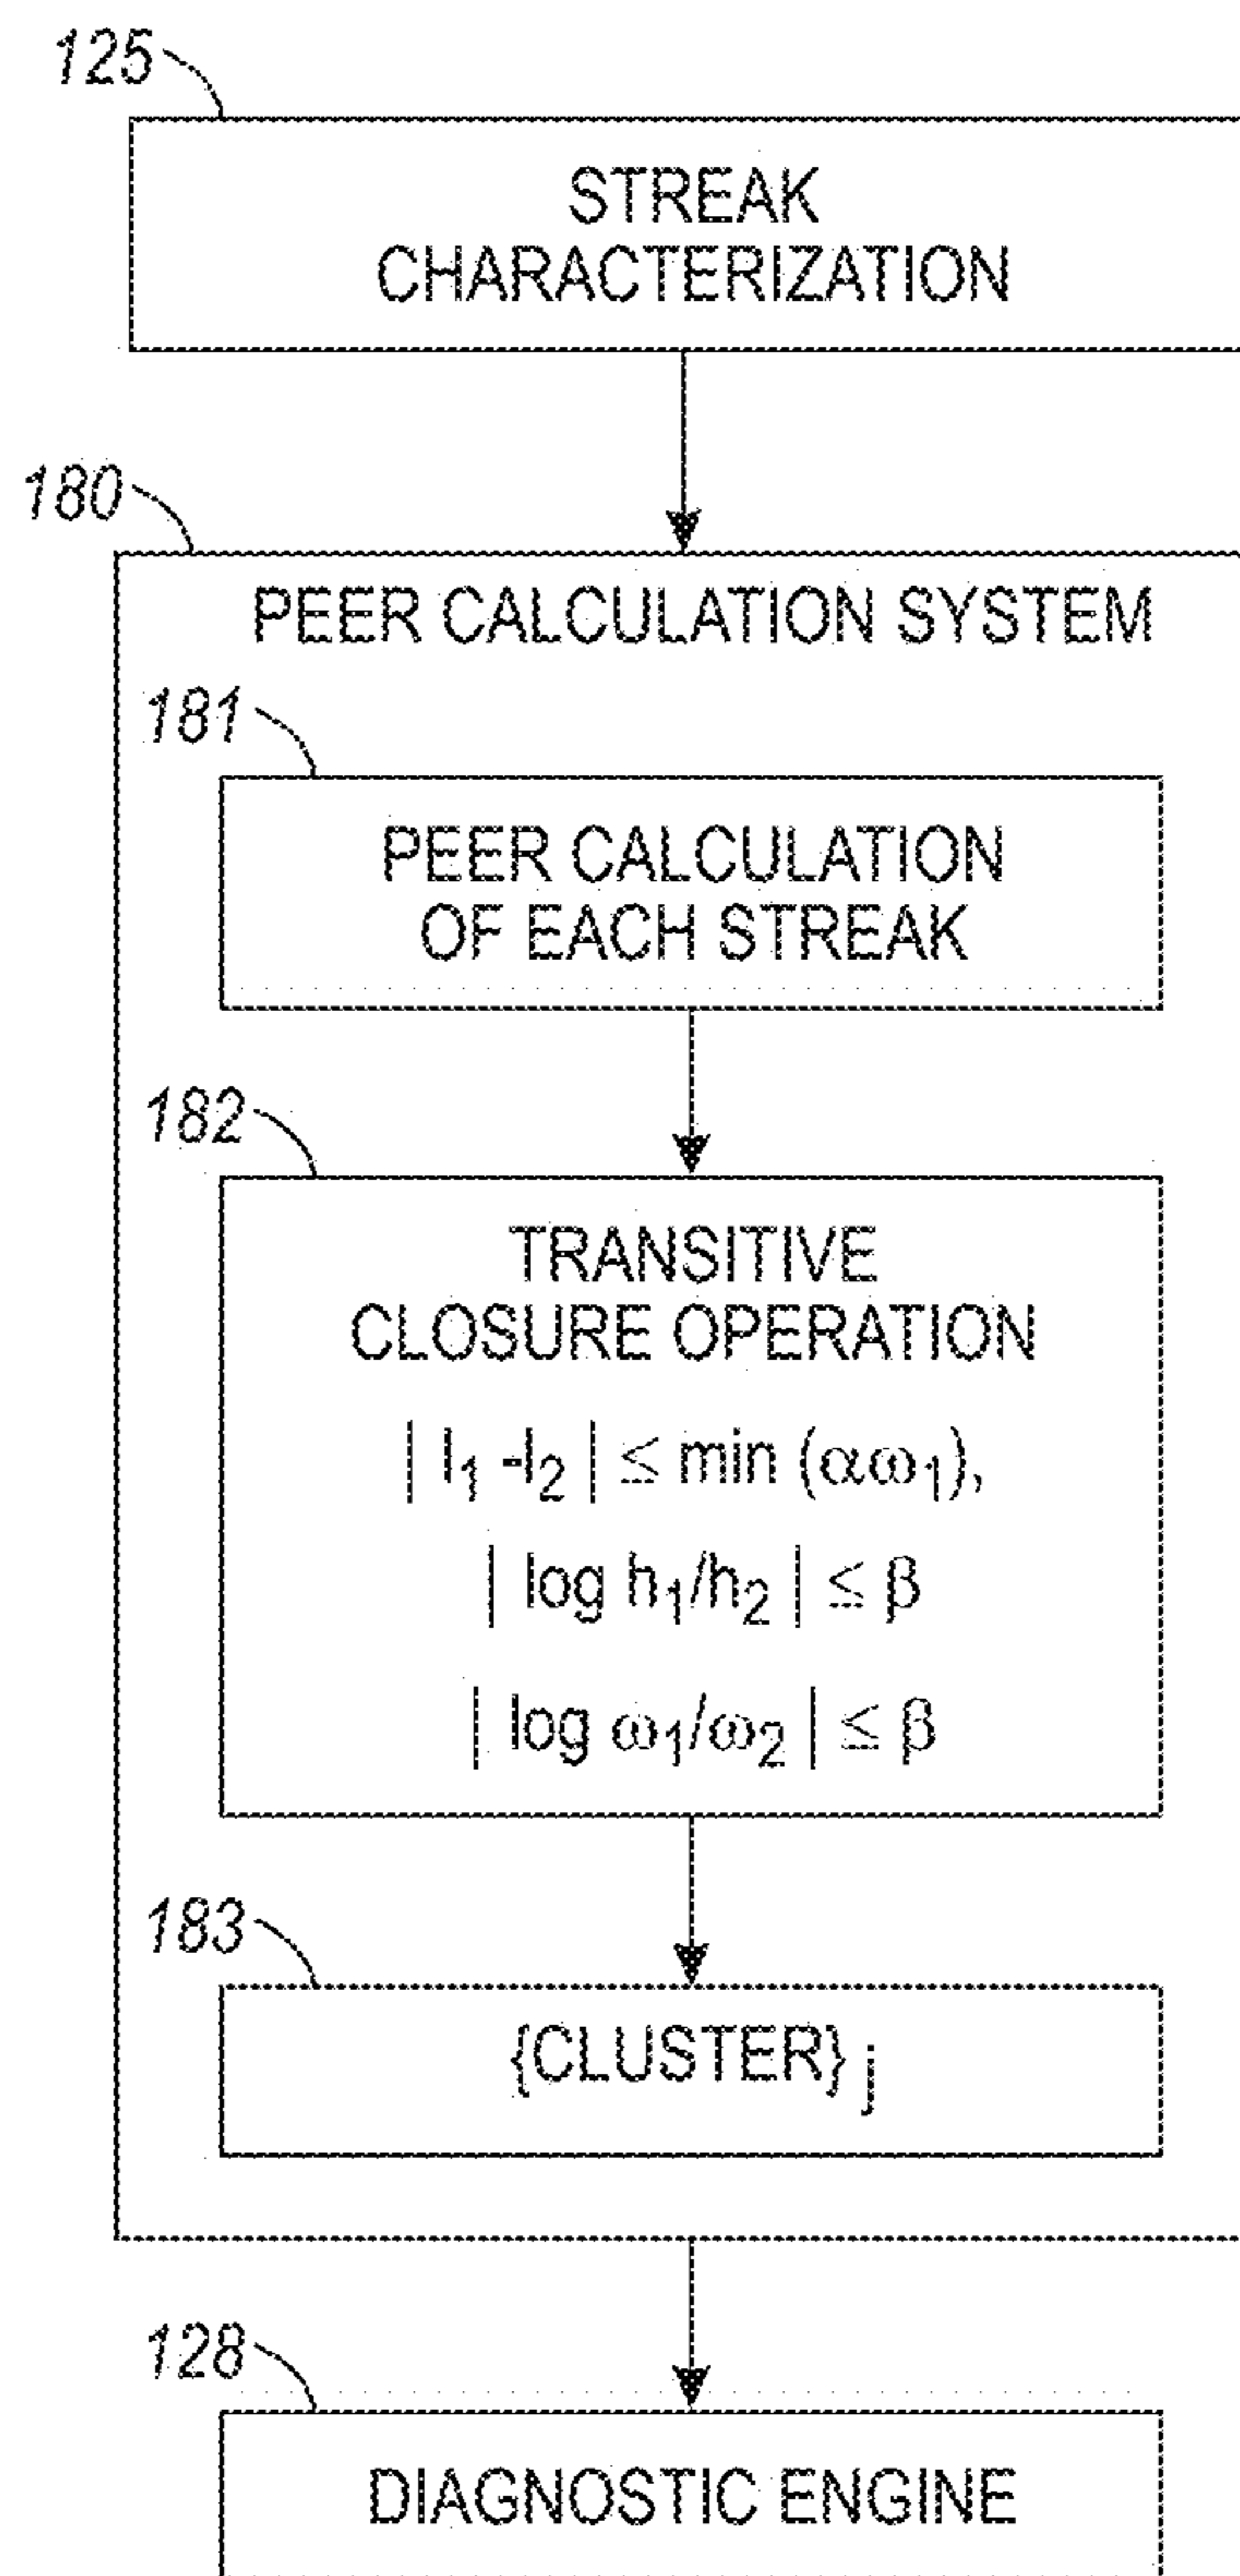 125
STREAK
CHARACTERIZATION
180
PEER CALCULATION SYSTEM
181
PEER CALCULATION
OF EACH STREAK
182
TRANSITIVE
CLOSURE OPERATION
| l₁ -l₂ | ≤ min (αω₁),
| log h₁/h₂ | ≤ β
| log ω₁/ω₂ | ≤ β
183
{CLUSTER} j
128
DIAGNOSTIC ENGINE